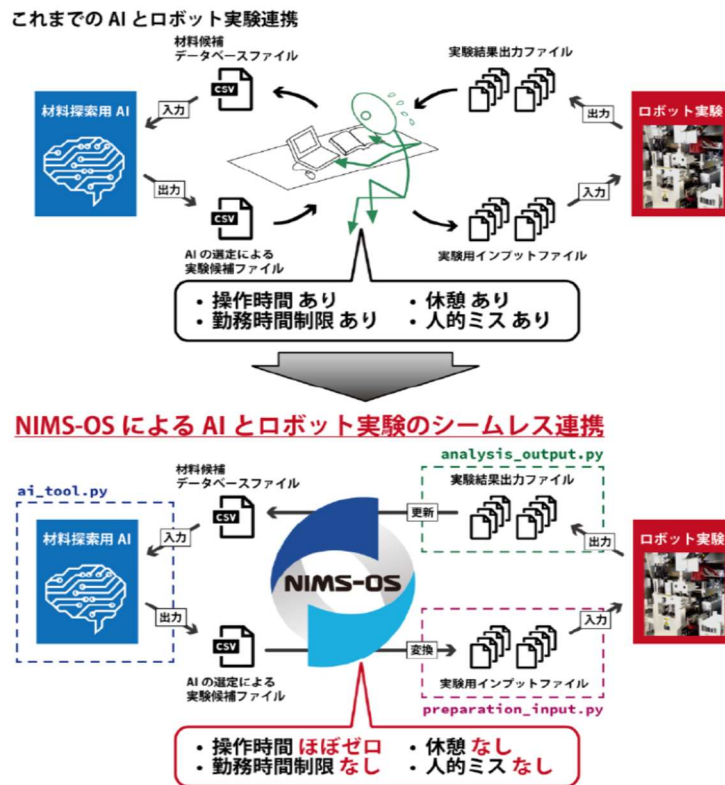 これまでの AI とロボット実験連携
材料候補
データベースファイル
実験結果出力ファイル
材料探索用 AI
CSV
入力
出力
ロボット実験
出力
CSV
入力
AI の選定による
実験候補ファイル
実験用インプットファイル
・操作時間 あり
・休憩 あり
・勤務時間制限 あり
・人的ミス あり
NIMS-OS による AI とロボット実験のシームレス連携
analysis_output.py
材料候補
データベースファイル
実験結果出力ファイル
ai_tool.py
CSV
更新
材料探索用 AI
入力
出力
ロボット実験
NIMS-OS
出力
CSV
変換
入力
AI の選定による
実験候補ファイル
実験用インプットファイル
preparation_input.py
・操作時間 ほぼゼロ
・休憩 なし
・勤務時間制限 なし
・人的ミス なし